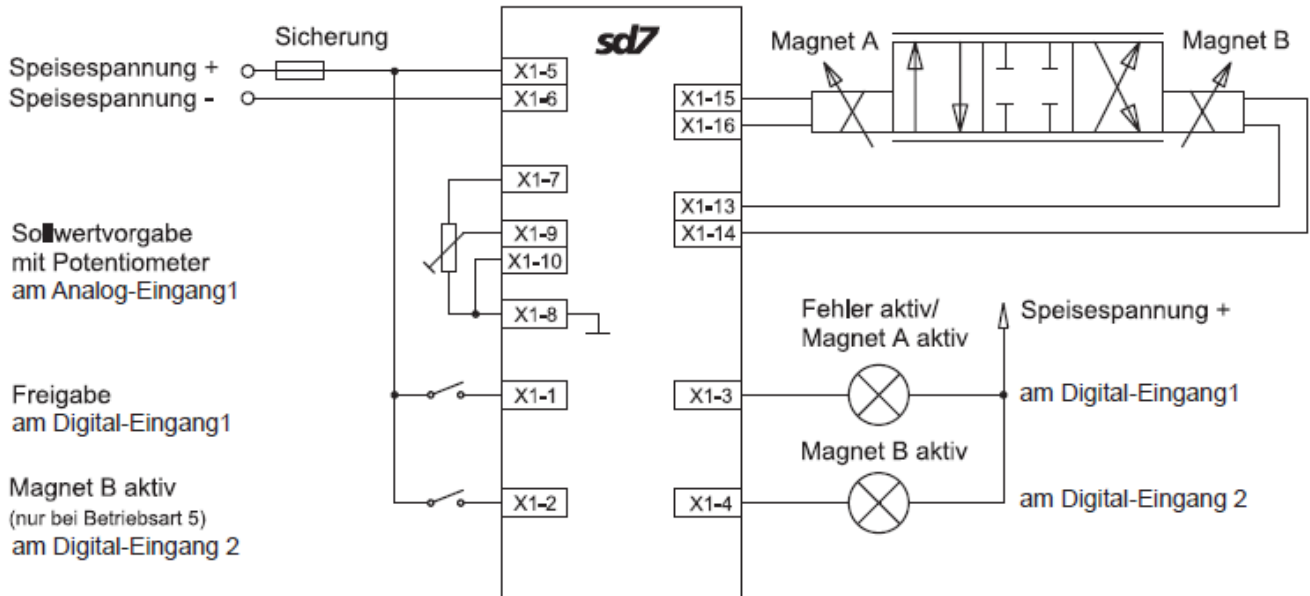 sd7
Sicherung
Speisespannung +
Speisespannung -
X1-5
X1-6
X1-7
X1-9
X1-10
X1-8
X1-1
X1-2
Sollwertvorgabe
mit Potentiometer
am Analog-Eingang1
Freigabe
am Digital-Eingang1
Magnet B aktiv
(nur bei Betriebsart 5)
am Digital-Eingang 2
Magnet A
Magnet B
X1-15
X1-16
X1-13
X1-14
X1-3
X1-4
Fehler aktiv/
Magnet A aktiv
Speisespannung +
am Digital-Eingang1
Magnet B aktiv
am Digital-Eingang 2